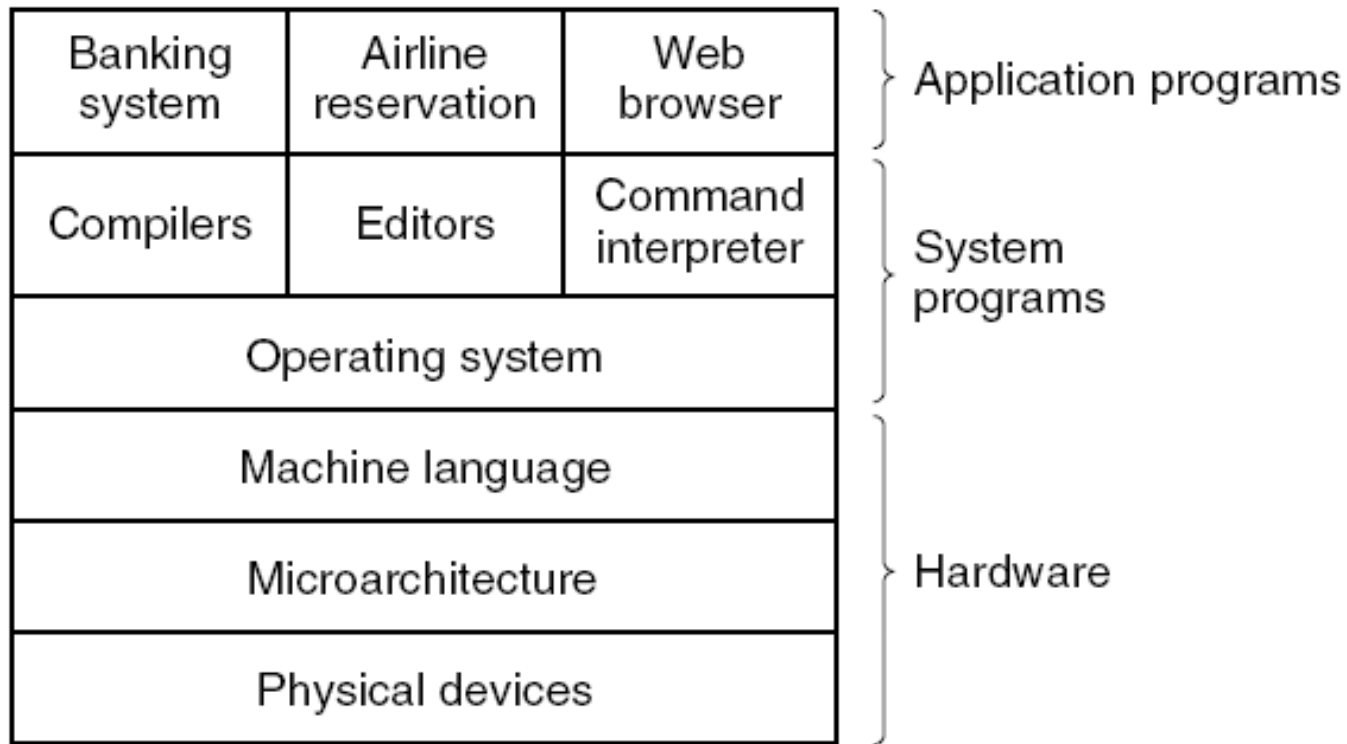 Banking
system
Airline
reservation
Web
browser
Application programs
Compilers
Editors
Command
interpreter
System
programs
Operating system
Machine language
Microarchitecture
Hardware
Physical devices